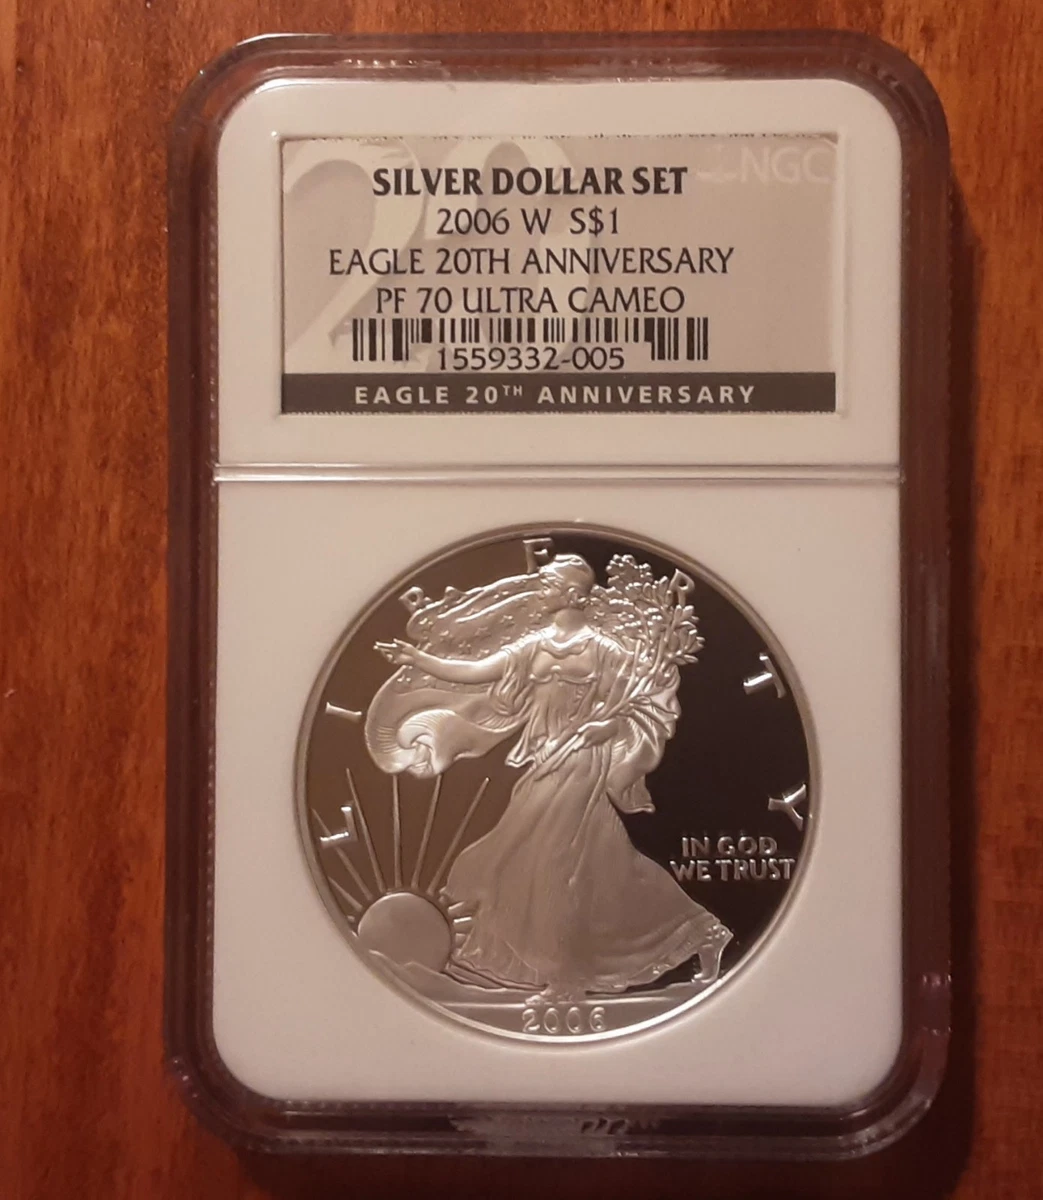 NGC
SILVER DOLLAR SET
2006 W S$1
EAGLE 20TH ANNIVERSARY
PF 70 ULTRA CAMEO
1559332-005
EAGLE 20TH ANNIVERSARY
LIBERTY
IN GOD
WE TRUST
2006